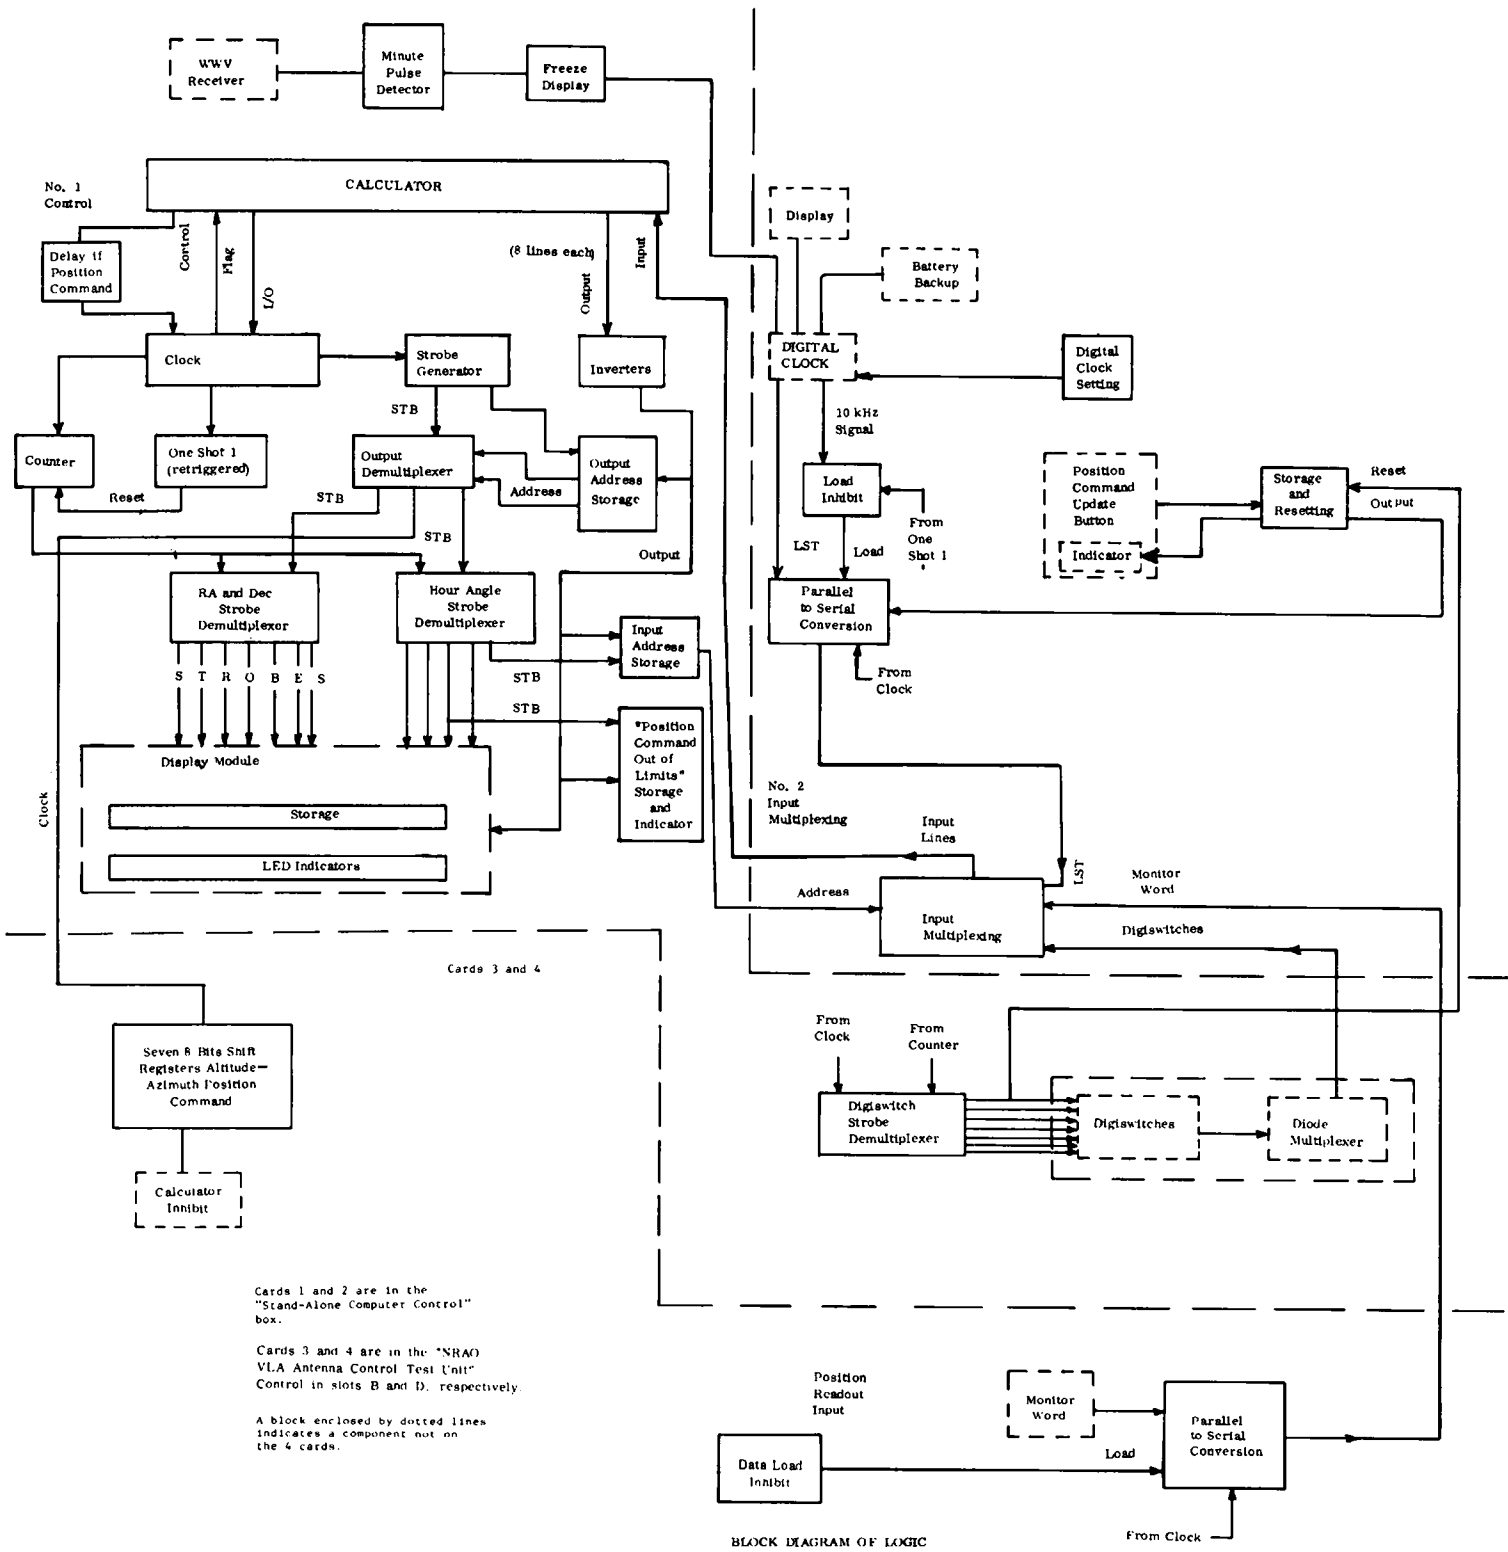 WWV
Receiver
Minute
Pulse
Detector
Freeze
Display
No. 1
Control
CALCULATOR
Delay if
Position
Command
Control
Flag
I/O
(8 lines each)
Output
Input
Clock
Strobe
Generator
Inverters
STB
Counter
One Shot 1
(retriggered)
Reset
Output
Demultiplexer
Address
Output
Address
Storage
STB
STB
Output
RA and Dec
Strobe
Demultiplexer
Hour Angle
Strobe
Demultiplexer
Input
Address
Storage
STB
STB
S T R O B E S
"Position
Command
Out of
Limits"
Storage
and
Indicator
Display Module
Storage
LED Indicators
Clock
Display
Battery
Backup
DIGITAL
CLOCK
Digital
Clock
Setting
10 kHz
Signal
Load
Inhibit
From
One
Shot 1
LST
Load
Position
Command
Update
Button
Indicator
Storage
and
Resetting
Reset
Output
Parallel
to Serial
Conversion
From
Clock
No. 2
Input
Multiplexing
Input
Lines
LST
Monitor
Word
Address
Input
Multiplexing
Digiswitches
Cards 3 and 4
Seven 8 Bits Shift
Registers Altitude-
Azimuth Position
Command
Calculator
Inhibit
From
Clock
From
Counter
Digiswitch
Strobe
Demultiplexer
Digiswitches
Diode
Multiplexer
Cards 1 and 2 are in the
"Stand-Alone Computer Control"
box.
Cards 3 and 4 are in the "NRAO
VLA Antenna Control Test Unit"
Control in slots B and D, respectively.
A block enclosed by dotted lines
indicates a component not on
the 4 cards.
Position
Readout
Input
Monitor
Word
Parallel
to Serial
Conversion
Load
Data Load
Inhibit
From Clock
BLOCK DIAGRAM OF LOGIC